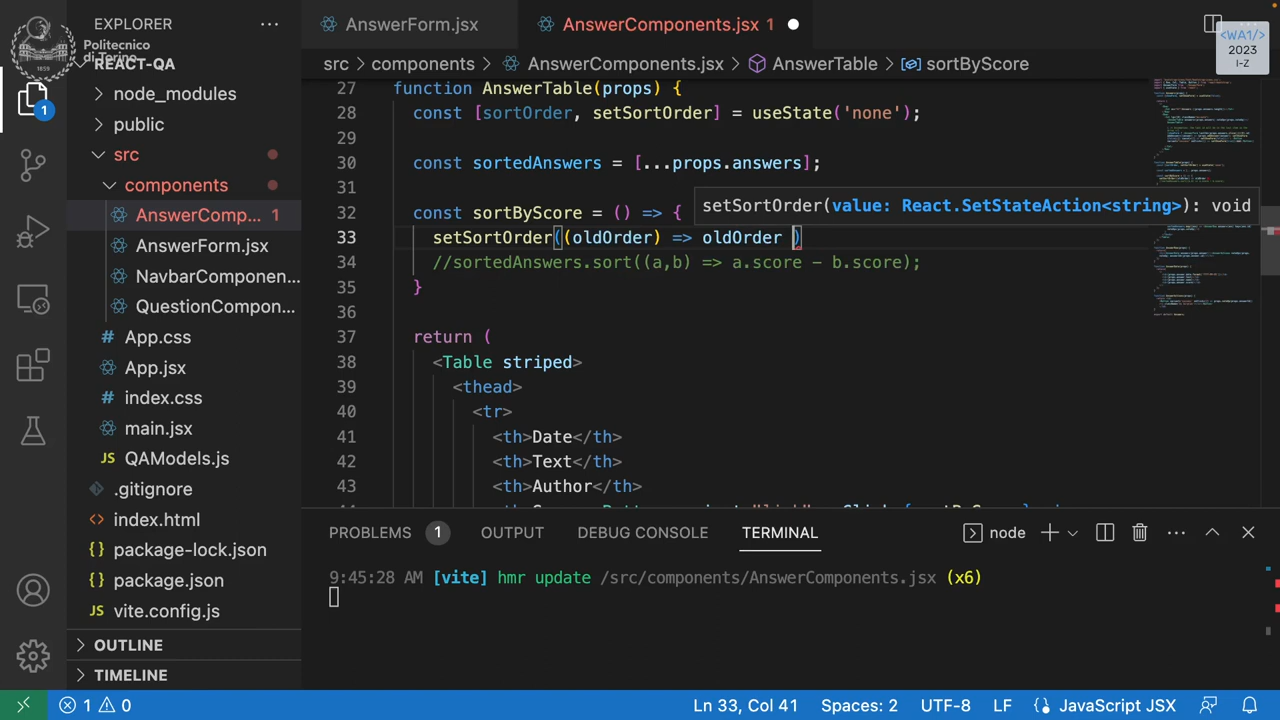 EXPLORER
Politecnico
di Torino
REACT-QA
node_modules
public
src
components
AnswerComp... 1
AnswerForm.jsx
NavbarComponen...
QuestionCompon...
# App.css
App.jsx
# index.css
main.jsx
JS QAModels.js
.gitignore
<> index.html
{} package-lock.json
{} package.json
JS vite.config.js
OUTLINE
TIMELINE
1
AnswerForm.jsx
AnswerComponents.jsx 1
<WA1/>
2023
I-Z
src > components > AnswerComponents.jsx > AnswerTable > sortByScore
27 function AnswerTable(props) {
28 const [sortOrder, setSortOrder] = useState('none');
29
30 const sortedAnswers = [...props.answers];
31
setSortOrder(value: React.SetStateAction<string>): void
32 const sortByScore = () => {
33 setSortOrder((oldOrder) => oldOrder )
34 //sortedAnswers.sort((a,b) => a.score - b.score);
35 }
36
37 return (
38 <Table striped>
39 <thead>
40 <tr>
41 <th>Date</th>
42 <th>Text</th>
43 <th>Author</th>
PROBLEMS 1 OUTPUT DEBUG CONSOLE TERMINAL
node
9:45:28 AM [vite] hmr update /src/components/AnswerComponents.jsx (x6)
1 0
Ln 33, Col 41 Spaces: 2 UTF-8 LF {} JavaScript JSX